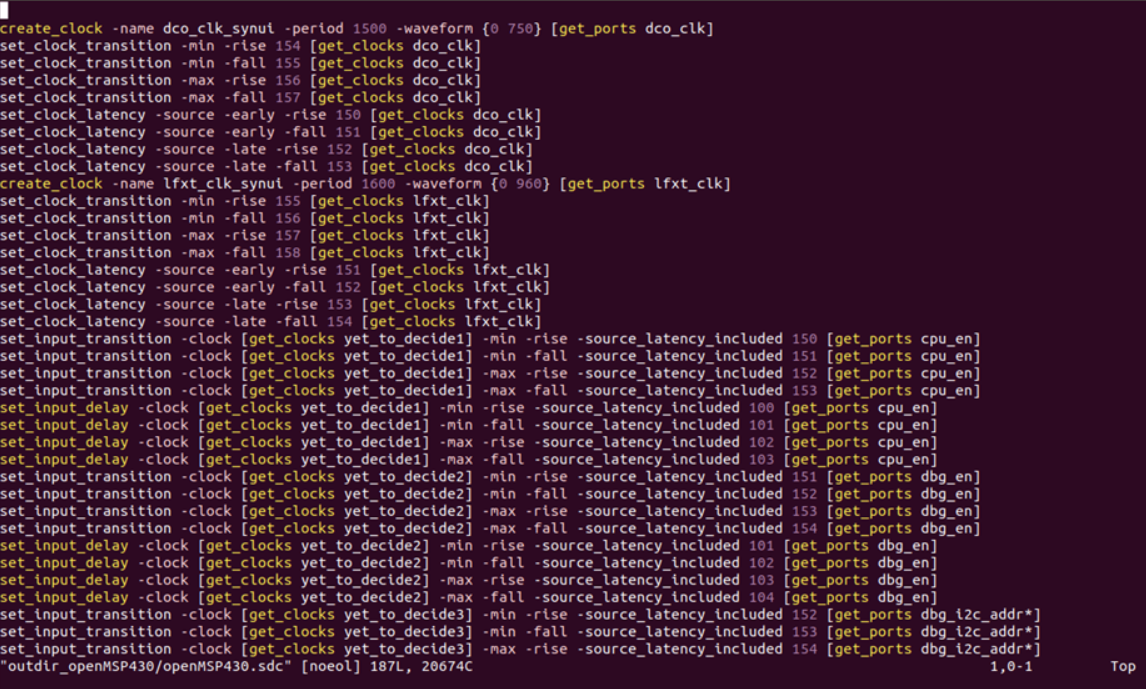 create_clock -name dco_clk_synui -period 1500 -waveform {0 750} [get_ports dco_clk]
set_clock_transition -min -rise 154 [get_clocks dco_clk]
set_clock_transition -min -fall 155 [get_clocks dco_clk]
set_clock_transition -max -rise 156 [get_clocks dco_clk]
set_clock_transition -max -fall 157 [get_clocks dco_clk]
set_clock_latency -source -early -rise 150 [get_clocks dco_clk]
set_clock_latency -source -early -fall 151 [get_clocks dco_clk]
set_clock_latency -source -late -rise 152 [get_clocks dco_clk]
set_clock_latency -source -late -fall 153 [get_clocks dco_clk]
create_clock -name lfxt_clk_synui -period 1600 -waveform {0 960} [get_ports lfxt_clk]
set_clock_transition -min -rise 155 [get_clocks lfxt_clk]
set_clock_transition -min -fall 156 [get_clocks lfxt_clk]
set_clock_transition -max -rise 157 [get_clocks lfxt_clk]
set_clock_transition -max -fall 158 [get_clocks lfxt_clk]
set_clock_latency -source -early -rise 151 [get_clocks lfxt_clk]
set_clock_latency -source -early -fall 152 [get_clocks lfxt_clk]
set_clock_latency -source -late -rise 153 [get_clocks lfxt_clk]
set_clock_latency -source -late -fall 154 [get_clocks lfxt_clk]
set_input_transition -clock [get_clocks yet_to_decide1] -min -rise -source_latency_included 150 [get_ports cpu_en]
set_input_transition -clock [get_clocks yet_to_decide1] -min -fall -source_latency_included 151 [get_ports cpu_en]
set_input_transition -clock [get_clocks yet_to_decide1] -max -rise -source_latency_included 152 [get_ports cpu_en]
set_input_transition -clock [get_clocks yet_to_decide1] -max -fall -source_latency_included 153 [get_ports cpu_en]
set_input_delay -clock [get_clocks yet_to_decide1] -min -rise -source_latency_included 100 [get_ports cpu_en]
set_input_delay -clock [get_clocks yet_to_decide1] -min -fall -source_latency_included 101 [get_ports cpu_en]
set_input_delay -clock [get_clocks yet_to_decide1] -max -rise -source_latency_included 102 [get_ports cpu_en]
set_input_delay -clock [get_clocks yet_to_decide1] -max -fall -source_latency_included 103 [get_ports cpu_en]
set_input_transition -clock [get_clocks yet_to_decide2] -min -rise -source_latency_included 151 [get_ports dbg_en]
set_input_transition -clock [get_clocks yet_to_decide2] -min -fall -source_latency_included 152 [get_ports dbg_en]
set_input_transition -clock [get_clocks yet_to_decide2] -max -rise -source_latency_included 153 [get_ports dbg_en]
set_input_transition -clock [get_clocks yet_to_decide2] -max -fall -source_latency_included 154 [get_ports dbg_en]
set_input_delay -clock [get_clocks yet_to_decide2] -min -rise -source_latency_included 101 [get_ports dbg_en]
set_input_delay -clock [get_clocks yet_to_decide2] -min -fall -source_latency_included 102 [get_ports dbg_en]
set_input_delay -clock [get_clocks yet_to_decide2] -max -rise -source_latency_included 103 [get_ports dbg_en]
set_input_delay -clock [get_clocks yet_to_decide2] -max -fall -source_latency_included 104 [get_ports dbg_en]
set_input_transition -clock [get_clocks yet_to_decide3] -min -rise -source_latency_included 152 [get_ports dbg_i2c_addr*]
set_input_transition -clock [get_clocks yet_to_decide3] -min -fall -source_latency_included 153 [get_ports dbg_i2c_addr*]
set_input_transition -clock [get_clocks yet_to_decide3] -max -rise -source_latency_included 154 [get_ports dbg_i2c_addr*]
"outdir_openMSP430/openMSP430.sdc" [noeol] 187L, 20674C 1,0-1 Top